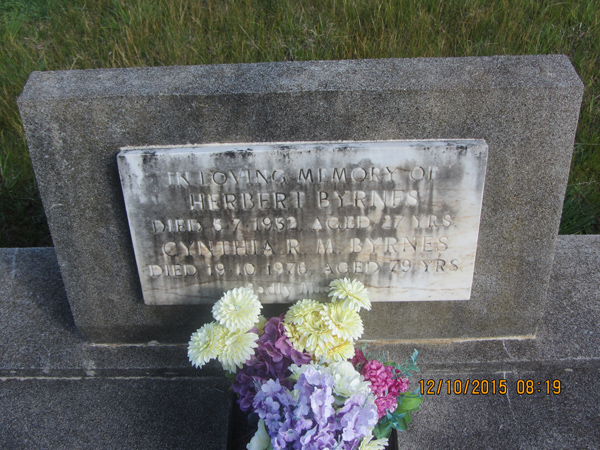 IN LOVING MEMORY OF
HERBERT BYRNES
DIED 5.7.1952 AGED 27 YRS
CYNTHIA R. M. BYRNES
DIED 19.10.1976 AGED 79 YRS
12/10/2015 08:19